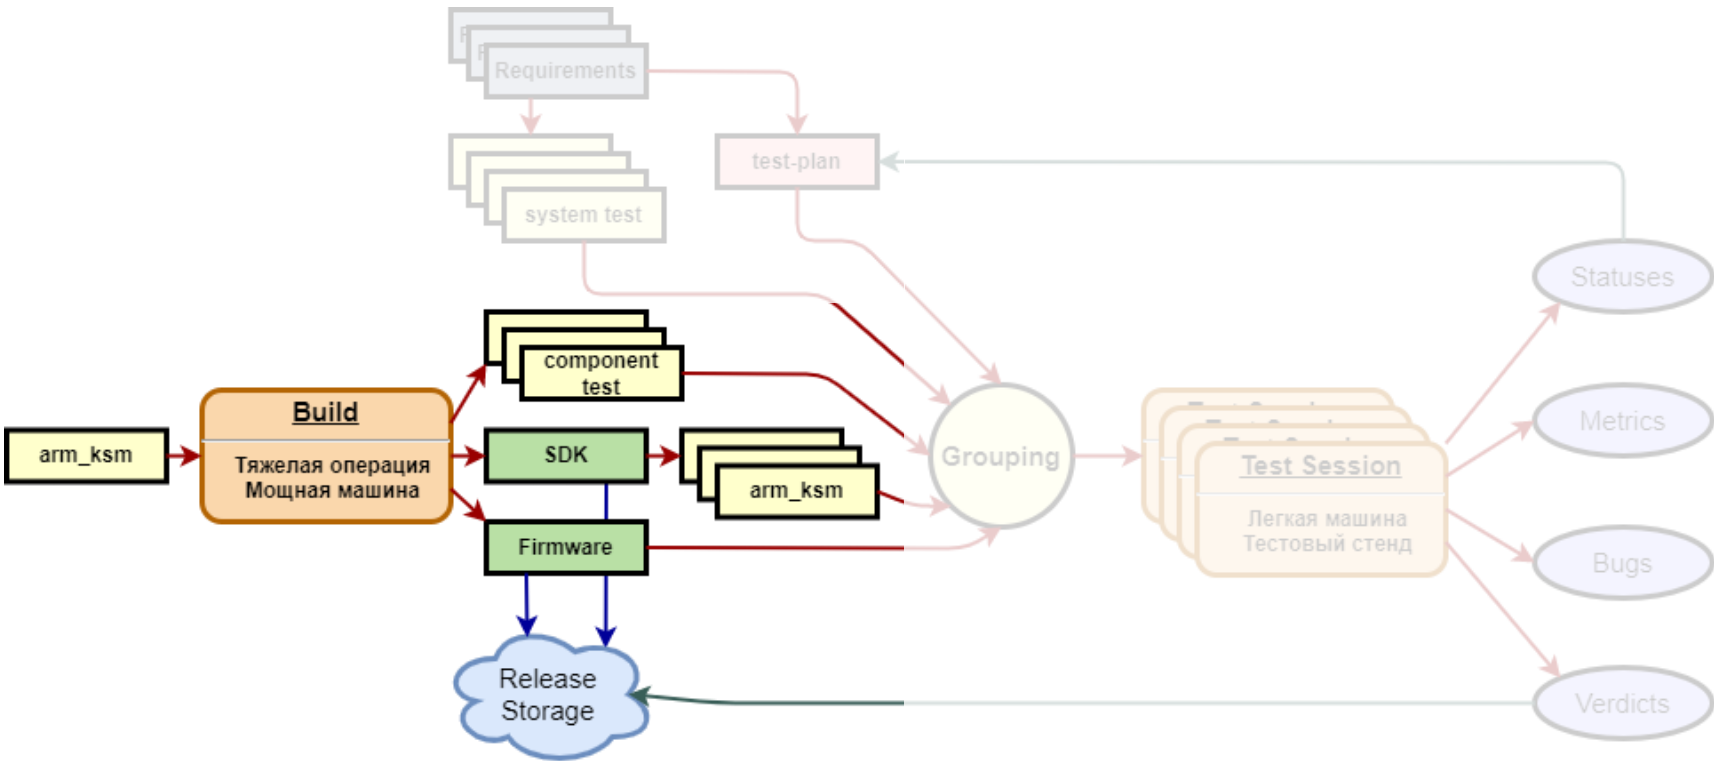 Requirements
test-plan
system test
Statuses
component
test
Build
Metrics
arm_ksm
Тяжелая операция
Мощная машина
SDK
arm_ksm
Grouping
Test Session
Легкая машина
Тестовый стенд
Firmware
Bugs
Release
Storage
Verdicts